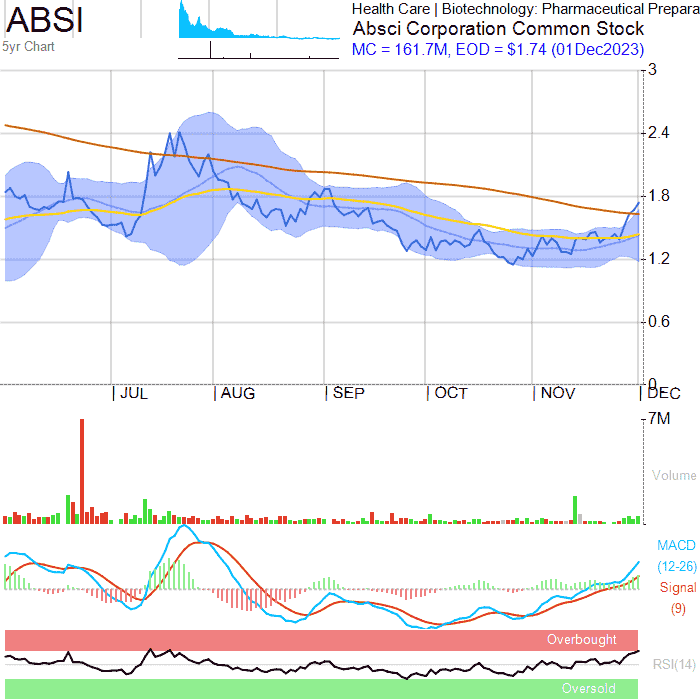 ABSI
5yr Chart
Health Care | Biotechnology: Pharmaceutical Prepara
Absci Corporation Common Stock
MC = 161.7M, EOD = $1.74 (01Dec2023)
3
2.4
1.8
1.2
0.6
0
JUL AUG SEP OCT NOV DEC
7M
Volume
MACD
(12-26)
Signal
(9)
Overbought
RSI(14)
Oversold